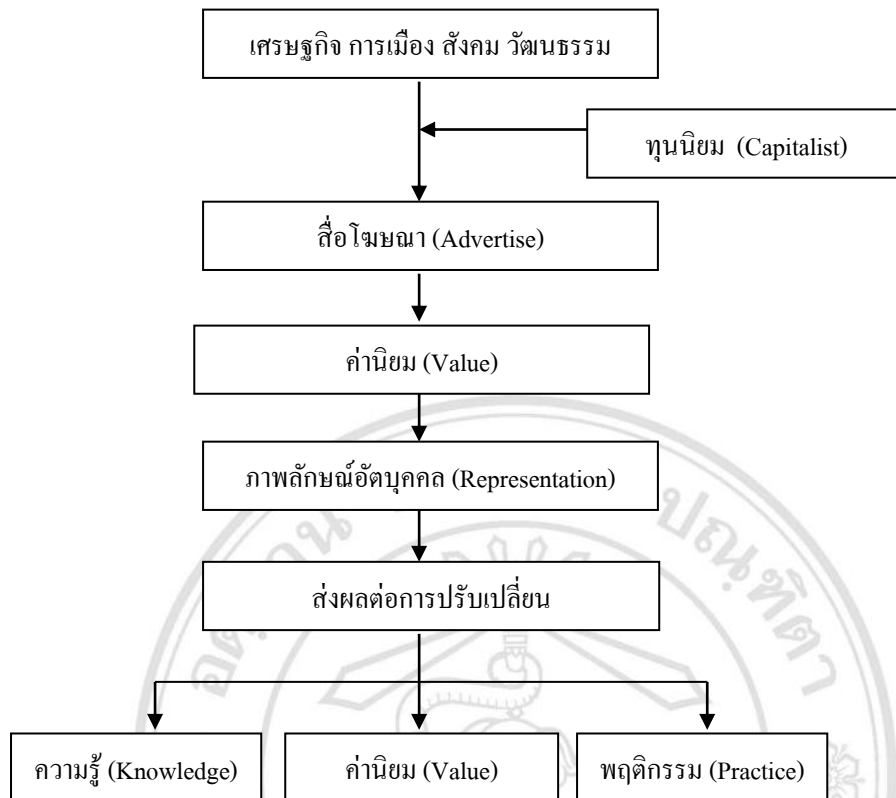 เศรษฐกิจ การเมือง สังคม วัฒนธรรม
ทุนนิยม (Capitalist)
สื่อโฆษณา (Advertise)
ค่านิยม (Value)
ภาพลักษณ์อัตบุคคล (Representation)
ส่งผลต่อการปรับเปลี่ยน
ความรู้ (Knowledge)
ค่านิยม (Value)
พฤติกรรม (Practice)